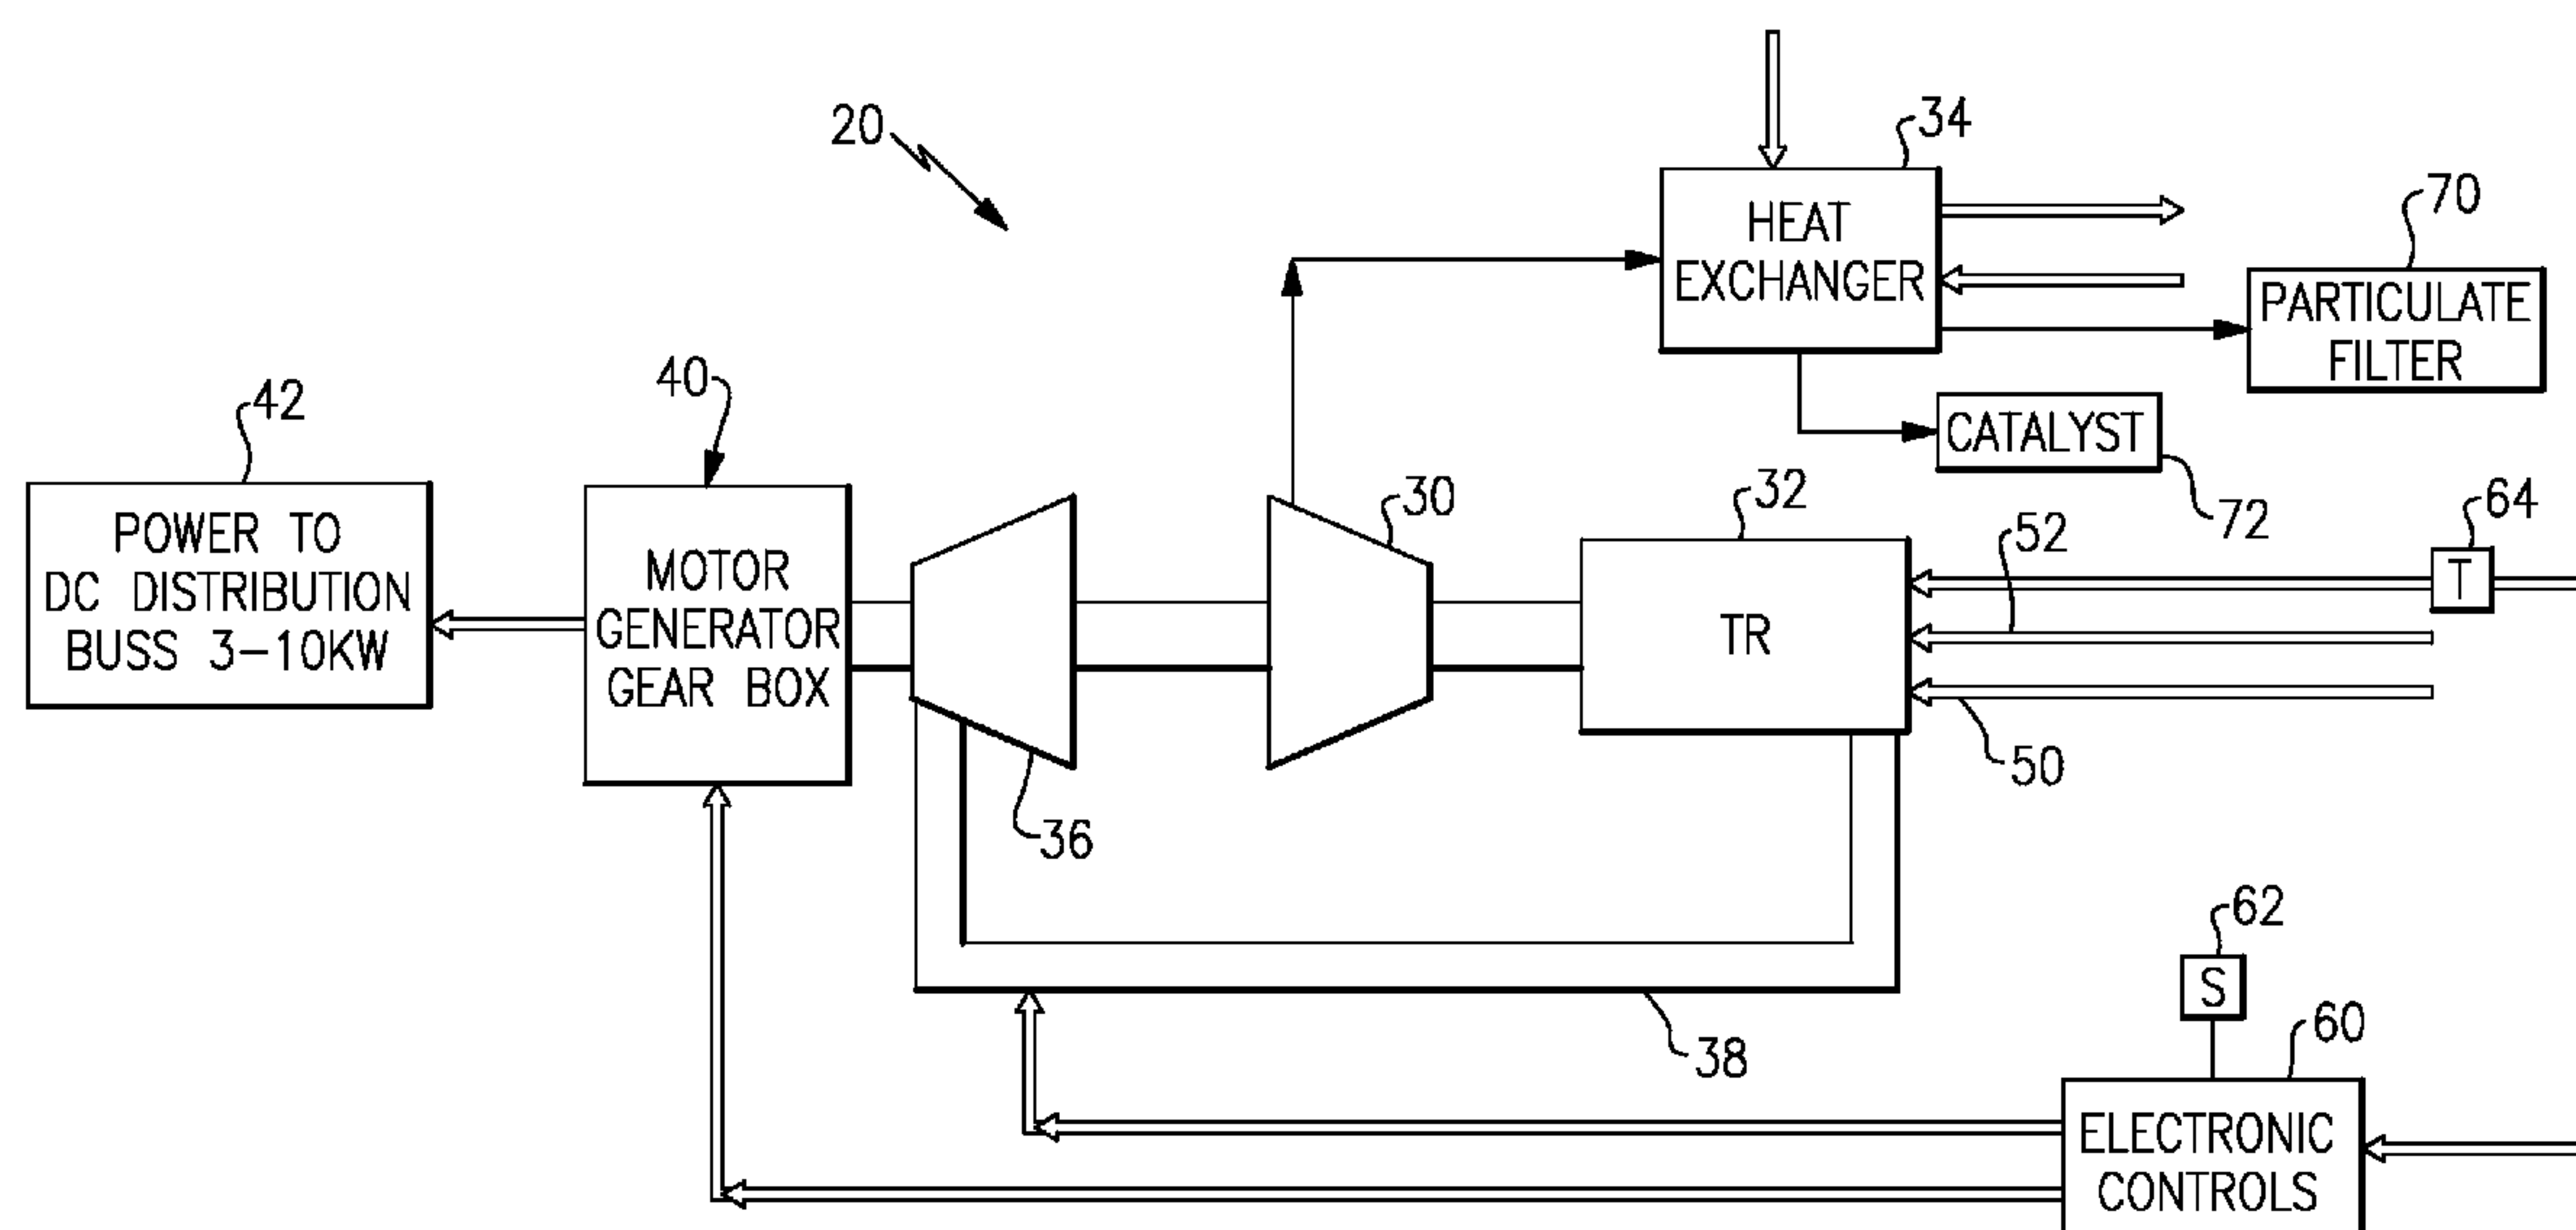 20
34
HEAT
EXCHANGER
70
PARTICULATE
FILTER
CATALYST
72
42
POWER TO
DC DISTRIBUTION
BUSS 3-10KW
40
MOTOR
GENERATOR
GEAR BOX
36
30
32
TR
52
64
T
50
38
62
S
60
ELECTRONIC
CONTROLS